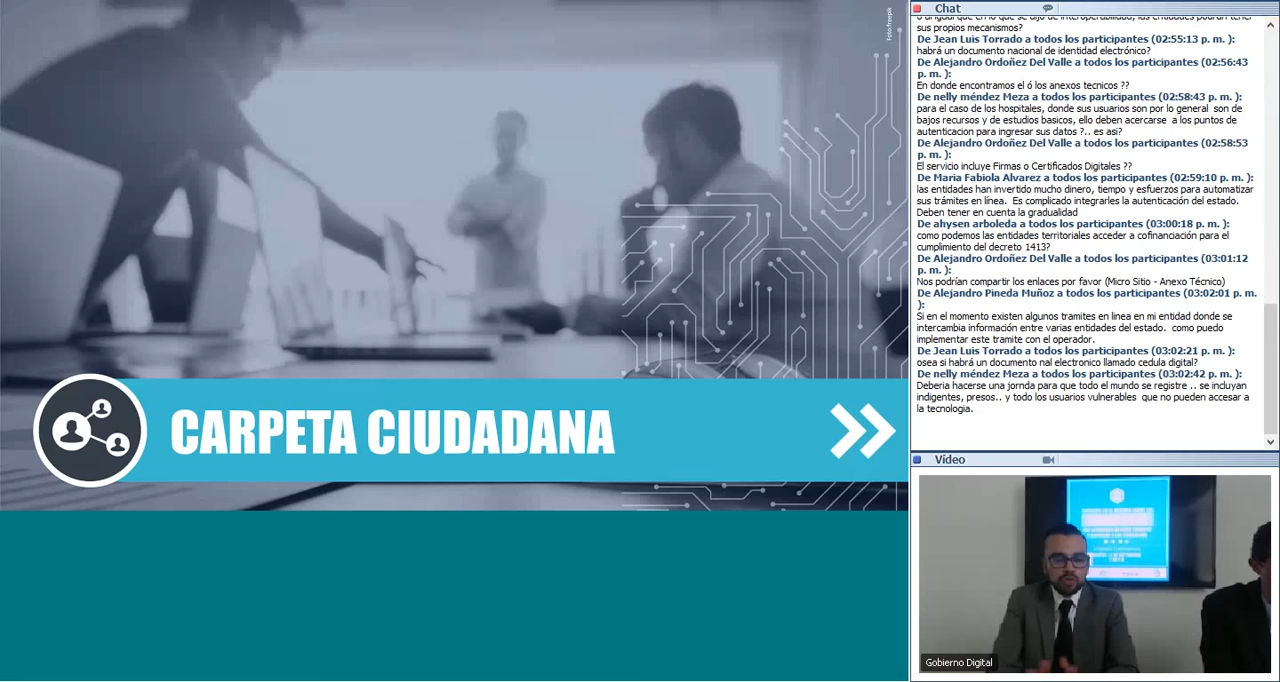 Foto:freepik
CARPETA CIUDADANA
Chat
sus propios mecanismos?
De Jean Luis Torrado a todos los participantes (02:55:13 p. m. ):
habrá un documento nacional de identidad electrónico?
De Alejandro Ordoñez Del Valle a todos los participantes (02:56:43
p. m. ):
En donde encontramos el ó los anexos tecnicos ??
De nelly méndez Meza a todos los participantes (02:58:43 p. m. ):
para el caso de los hospitales, donde sus usuarios son por lo general son de
bajos recursos y de estudios basicos, ello deben acercarse a los puntos de
autenticacion para ingresar sus datos ?.. es asi?
De Alejandro Ordoñez Del Valle a todos los participantes (02:58:53
p. m. ):
El servicio incluye Firmas o Certificados Digitales ??
De Maria Fabiola Alvarez a todos los participantes (02:59:10 p. m. ):
las entidades han invertido mucho dinero, tiempo y esfuerzos para automatizar
sus trámites en línea. Es complicado integrarles la autenticación del estado.
Deben tener en cuenta la gradualidad
De ahysen arboleda a todos los participantes (03:00:18 p. m. ):
como podemos las entidades territoriales acceder a cofinanciación para el
cumplimiento del decreto 1413?
De Alejandro Ordoñez Del Valle a todos los participantes (03:01:12
p. m. ):
Nos podrían compartir los enlaces por favor (Micro Sitio - Anexo Técnico)
De Alejandro Pineda Muñoz a todos los participantes (03:02:01 p. m.
):
Si en el momento existen algunos tramites en linea en mi entidad donde se
intercambia información entre varias entidades del estado. como puedo
implementar este tramite con el operador.
De Jean Luis Torrado a todos los participantes (03:02:21 p. m. ):
osea si habrá un documento nal electronico llamado cedula digital?
De nelly méndez Meza a todos los participantes (03:02:42 p. m. ):
Deberia hacerse una jornda para que todo el mundo se registre .. se incluyan
indigentes, presos.. y todo los usuarios vulnerables que no pueden accesar a
la tecnologia.
Vídeo
Gobierno Digital